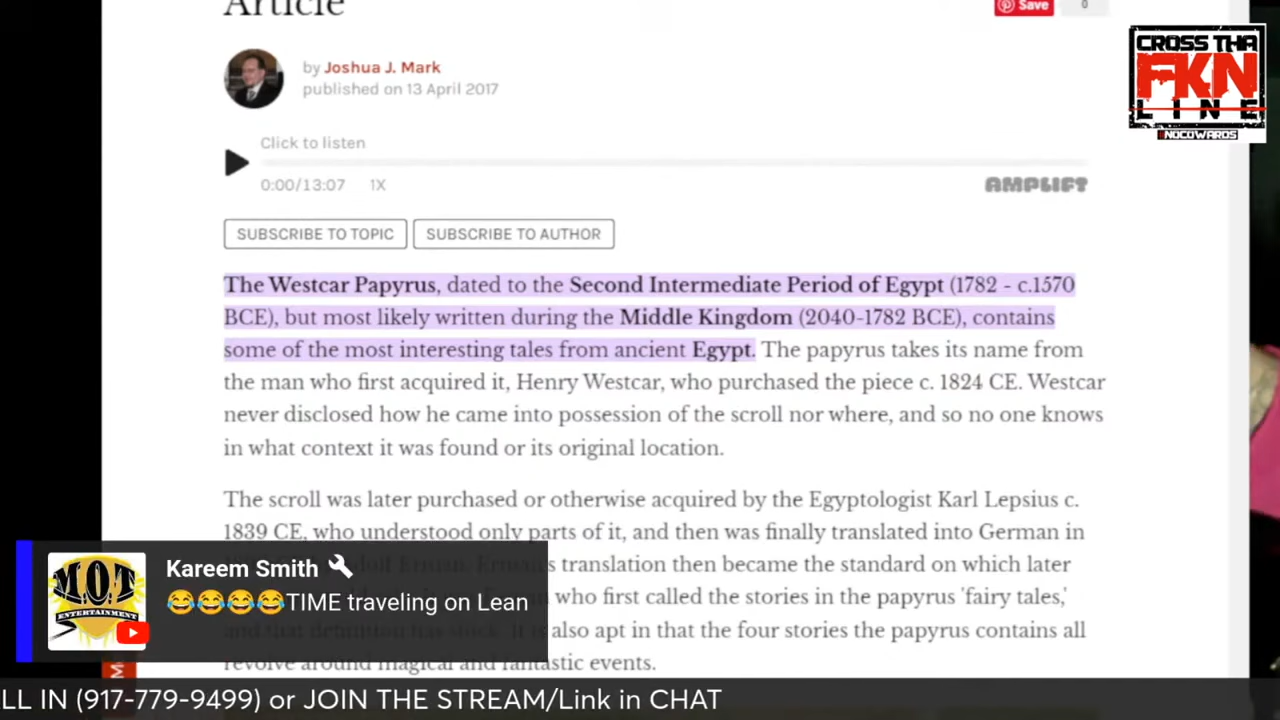 Article
Save
0
CROSS THA
FKN
LINE
#NOCOWARDS
by Joshua J. Mark
published on 13 April 2017
Click to listen
0:00/13:07 1X
AMPLIFI
SUBSCRIBE TO TOPIC
SUBSCRIBE TO AUTHOR
The Westcar Papyrus, dated to the Second Intermediate Period of Egypt (1782 - c.1570
BCE), but most likely written during the Middle Kingdom (2040-1782 BCE), contains
some of the most interesting tales from ancient Egypt. The papyrus takes its name from
the man who first acquired it, Henry Westcar, who purchased the piece c. 1824 CE. Westcar
never disclosed how he came into possession of the scroll nor where, and so no one knows
in what context it was found or its original location.
The scroll was later purchased or otherwise acquired by the Egyptologist Karl Lepsius c.
1839 CE, who understood only parts of it, and then was finally translated into German in
translation then became the standard on which later
who first called the stories in the papyrus 'fairy tales,'
also apt in that the four stories the papyrus contains all
revolve around magical and fantastic events.
M.O.T
ENTERTAINMENT
Kareem Smith 🔧
😂😂😂😂TIME traveling on Lean
LL IN (917-779-9499) or JOIN THE STREAM/Link in CHAT